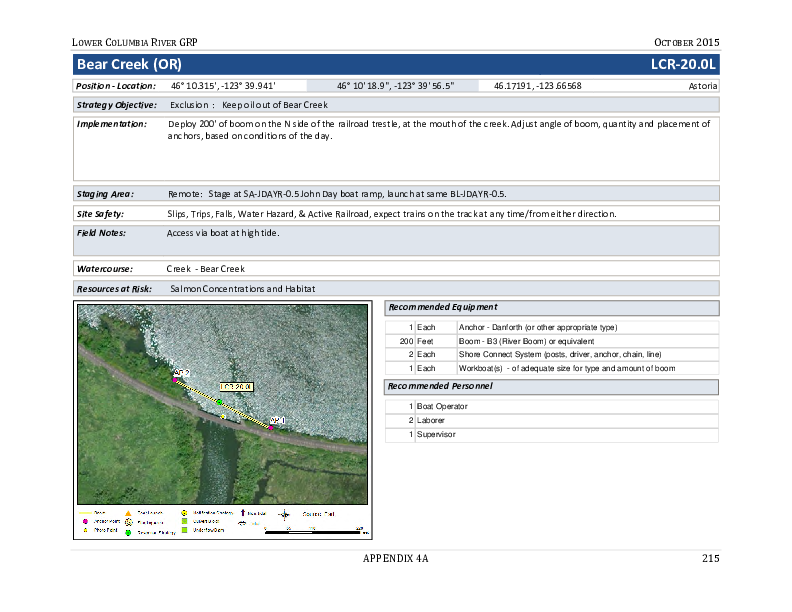 LOWER COLUMBIA RIVER GRP OCTOBER 2015
Bear Creek (OR) LCR-20.0L
Position - Location: 46° 10.315', -123° 39.941' 46° 10' 18.9", -123° 39' 56.5" 46.17191, -123.66568 Astoria
Strategy Objective: Exclusion : Keep oil out of Bear Creek
Implementation: Deploy 200' of boom on the N side of the railroad trestle, at the mouth of the creek. Adjust angle of boom, quantity and placement of
anchors, based on conditions of the day.
Staging Area: Remote: Stage at SA-JDAYR-0.5 John Day boat ramp, launch at same BL-JDAYR-0.5.
Site Safety: Slips, Trips, Falls, Water Hazard, & Active Railroad, expect trains on the track at any time/from either direction.
Field Notes: Access via boat at high tide.
Watercourse: Creek - Bear Creek
Resources at Risk: Salmon Concentrations and Habitat
Recommended Equipment
1 Each Anchor - Danforth (or other appropriate type)
200 Feet Boom - B3 (River Boom) or equivalent
2 Each Shore Connect System (posts, driver, anchor, chain, line)
1 Each Workboat(s) - of adequate size for type and amount of boom
Recommended Personnel
1 Boat Operator
2 Laborer
1 Supervisor
AP 2
LCR-20.0L
AP 1
Anchor Point
Photo Point
APPENDIX 4A 215